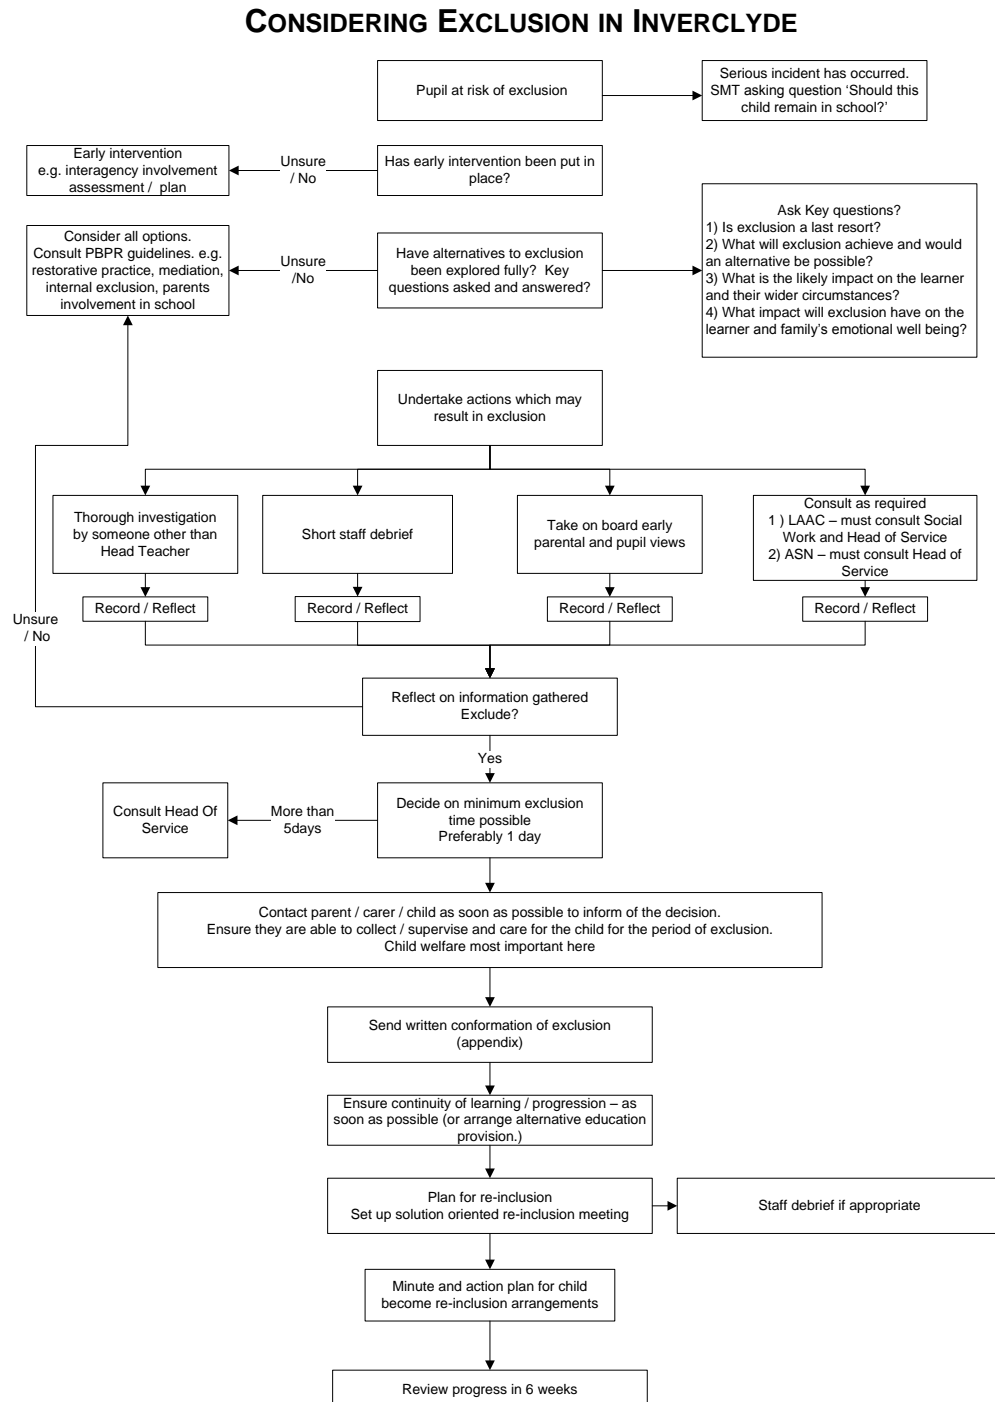 CONSIDERING EXCLUSION IN INVERCLYDE
Pupil at risk of exclusion
Serious incident has occurred.
SMT asking question ‘Should this
child remain in school?’
Early intervention
e.g. interagency involvement
assessment / plan
Unsure
/ No
Has early intervention been put in
place?
Consider all options.
Consult PBPR guidelines. e.g.
restorative practice, mediation,
internal exclusion, parents
involvement in school
Unsure
/No
Have alternatives to exclusion
been explored fully? Key
questions asked and answered?
Ask Key questions?
1) Is exclusion a last resort?
2) What will exclusion achieve and would
an alternative be possible?
3) What is the likely impact on the learner
and their wider circumstances?
4) What impact will exclusion have on the
learner and family’s emotional well being?
Undertake actions which may
result in exclusion
Thorough investigation
by someone other than
Head Teacher
Short staff debrief
Take on board early
parental and pupil views
Consult as required
1 ) LAAC – must consult Social
Work and Head of Service
2) ASN – must consult Head of
Service
Record / Reflect
Record / Reflect
Record / Reflect
Record / Reflect
Unsure
/ No
Reflect on information gathered
Exclude?
Yes
Consult Head Of
Service
More than
5days
Decide on minimum exclusion
time possible
Preferably 1 day
Contact parent / carer / child as soon as possible to inform of the decision.
Ensure they are able to collect / supervise and care for the child for the period of exclusion.
Child welfare most important here
Send written conformation of exclusion
(appendix)
Ensure continuity of learning / progression – as
soon as possible (or arrange alternative education
provision.)
Plan for re-inclusion
Set up solution oriented re-inclusion meeting
Staff debrief if appropriate
Minute and action plan for child
become re-inclusion arrangements
Review progress in 6 weeks